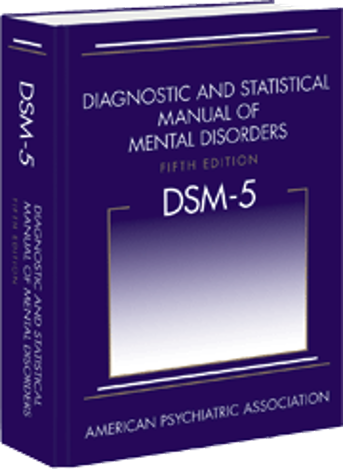 DIAGNOSTIC AND STATISTICAL
MANUAL OF
MENTAL DISORDERS
FIFTH EDITION
DSM-5
AMERICAN PSYCHIATRIC ASSOCIATION
DSM-5
DIAGNOSTIC AND STATISTICAL
MANUAL OF MENTAL DISORDERS
FIFTH EDITION